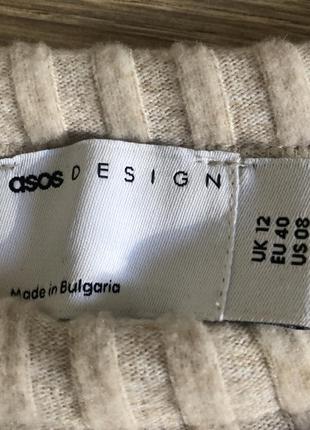 asos DESIGN
Made in Bulgaria
UK 12
EU 40
US 08